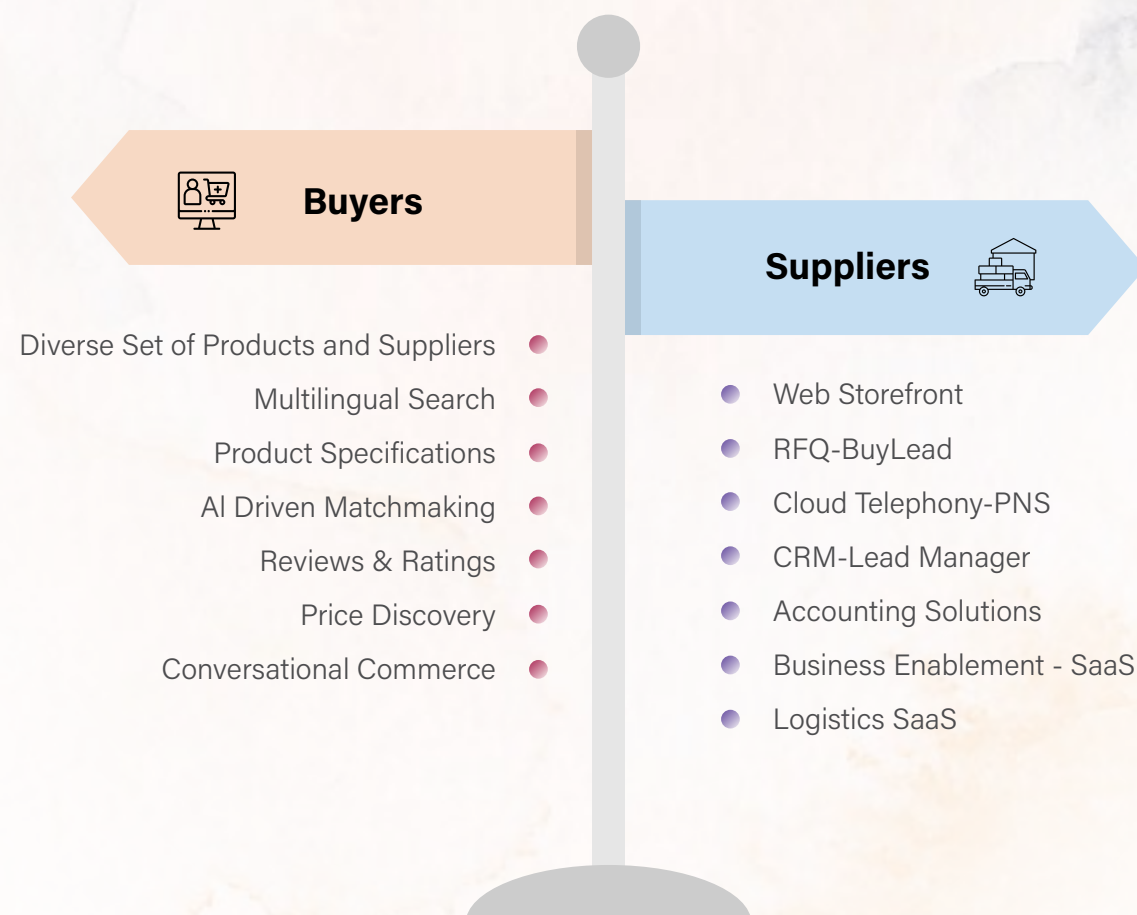 Buyers
Diverse Set of Products and Suppliers
Multilingual Search
Product Specifications
AI Driven Matchmaking
Reviews & Ratings
Price Discovery
Conversational Commerce
Suppliers
Web Storefront
RFQ-BuyLead
Cloud Telephony-PNS
CRM-Lead Manager
Accounting Solutions
Business Enablement - SaaS
Logistics SaaS